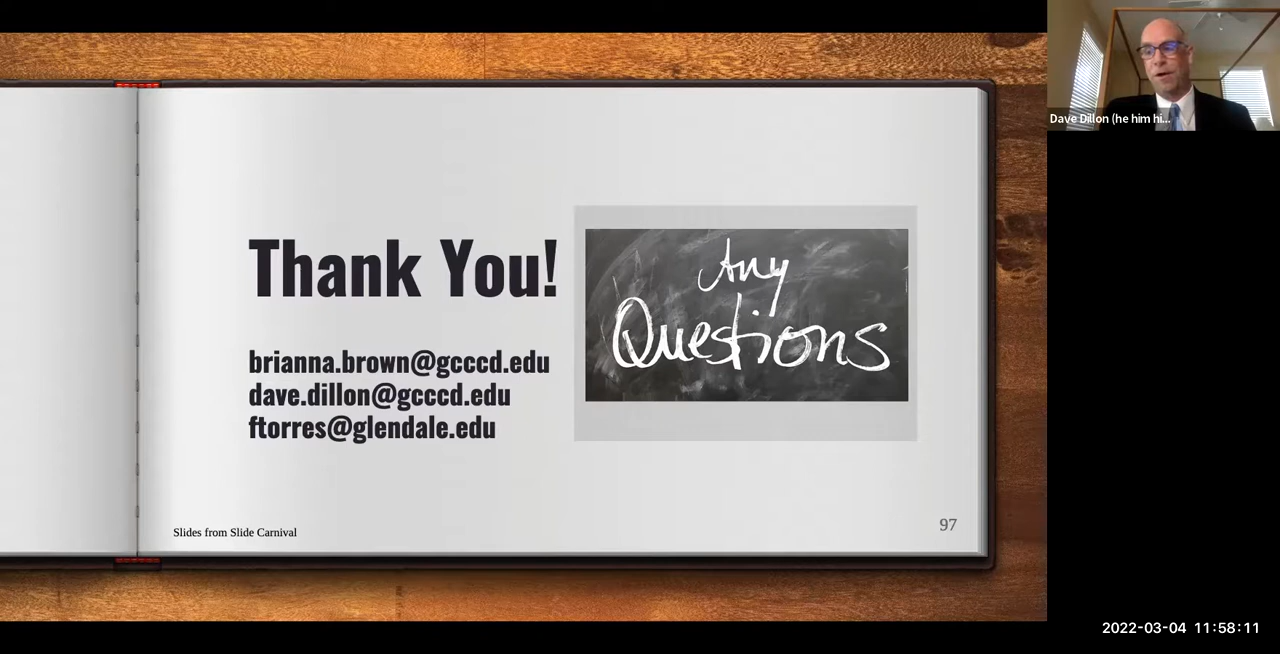 Thank You!
brianna.brown@gcccd.edu
dave.dillon@gcccd.edu
ftorres@glendale.edu
Any
Questions
Slides from Slide Carnival
97
Dave Dillon (he him hi...
2022-03-04 11:58:11